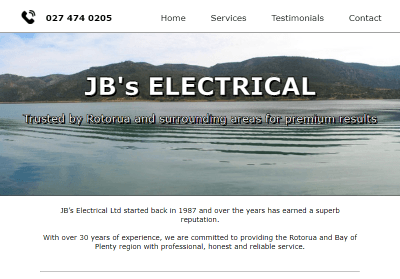 027 474 0205
Home
Services
Testimonials
Contact
JB's ELECTRICAL
Trusted by Rotorua and surrounding areas for premium results
JB's Electrical Ltd started back in 1987 and over the years has earned a superb
reputation.
With over 30 years of experience, we are committed to providing the Rotorua and Bay of
Plenty region with professional, honest and reliable service.